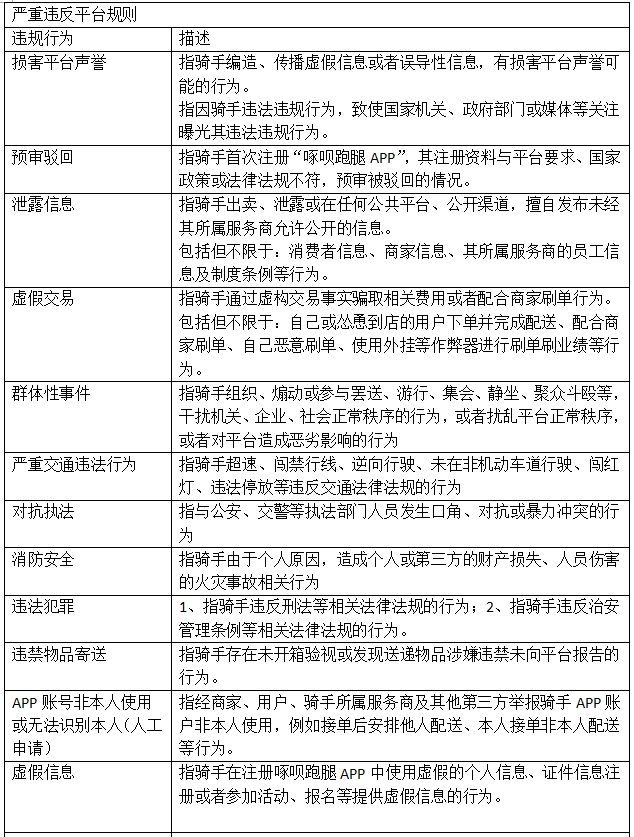 严重违反平台规则
违规行为 描述
损害平台声誉 指骑手编造、传播虚假信息或者误导性信息，有损害平台声誉可
能的行为。
指因骑手违法违规行为，致使国家机关、政府部门或媒体等关注
曝光其违法违规行为。
预审驳回 指骑手首次注册“啄呗跑腿 APP”，其注册资料与平台要求、国家
政策或法律法规不符，预审被驳回的情况。
泄露信息 指骑手出卖、泄露或在任何公共平台、公开渠道，擅自发布未经
其所属服务商允许公开的信息。
包括但不限于：消费者信息、商家信息、其所属服务商的员工信
息及制度条例等行为。
虚假交易 指骑手通过虚构交易事实骗取相关费用或者配合商家刷单行为。
包括但不限于：自己或怂恿到店的用户下单并完成配送、配合商
家刷单、自己恶意刷单、使用外挂等作弊器进行刷单刷业绩等行
为。
群体性事件 指骑手组织、煽动或参与罢送、游行、集会、静坐、聚众斗殴等，
干扰机关、企业、社会正常秩序的行为，或者扰乱平台正常秩序，
或者对平台造成恶劣影响的行为
严重交通违法行为 指骑手超速、闯禁行线、逆向行驶、未在非机动车道行驶、闯红
灯、违法停放等违反交通法律法规的行为
对抗执法 指与公安、交警等执法部门人员发生口角、对抗或暴力冲突的行
为
消防安全 指骑手由于个人原因，造成个人或第三方的财产损失、人员伤害
的火灾事故相关行为
违法犯罪 1、指骑手违反刑法等相关法律法规的行为；2、指骑手违反治安
管理条例等相关法律法规的行为。
违禁物品寄送 指骑手存在未开箱验视或发现送递物品涉嫌违禁未向平台报告的
行为。
APP 账号非本人使用
或无法识别本人（人工
申请） 指经商家、用户、骑手所属服务商及其他第三方举报骑手 APP 账
户非本人使用，例如接单后安排他人配送、本人接单非本人配送
等行为。
虚假信息 指骑手在注册啄呗跑腿 APP 中使用虚假的个人信息、证件信息注
册或者参加活动、报名等提供虚假信息的行为。